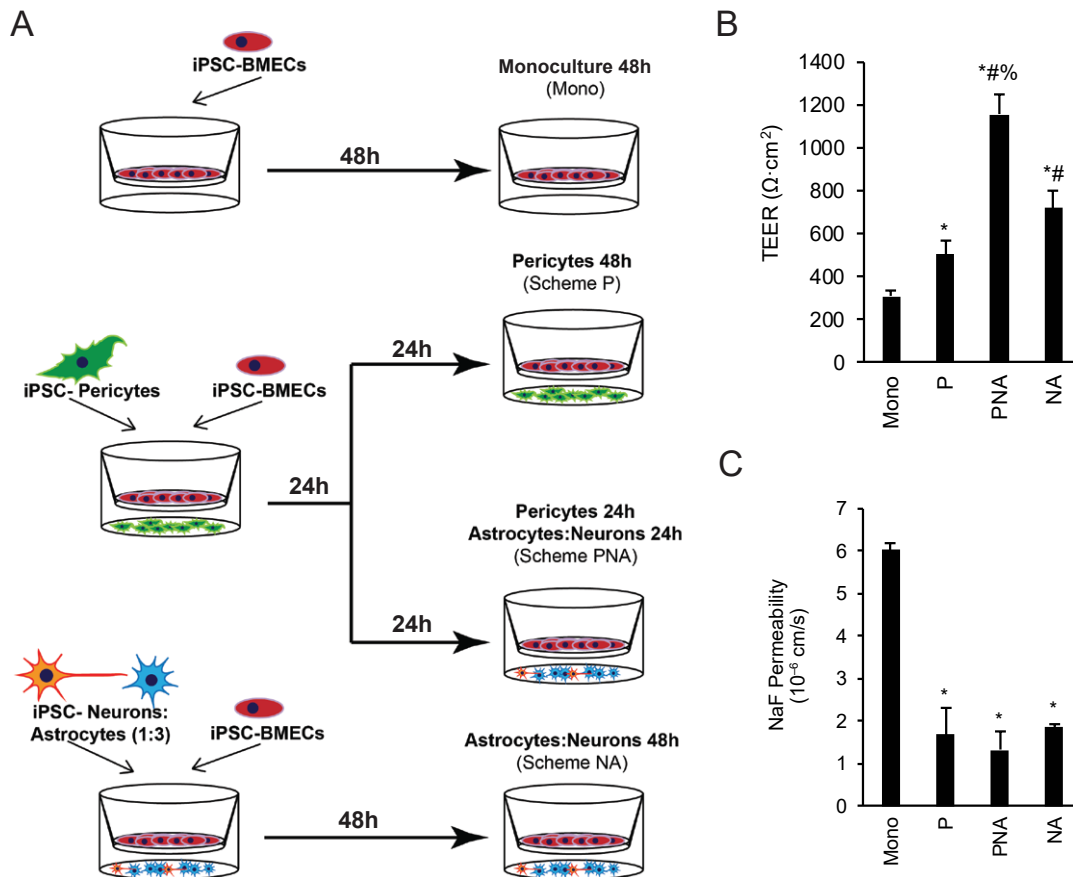 A
iPSC-BMECs
Monoculture 48h
(Mono)
48h
Pericytes 48h
(Scheme P)
24h
iPSC- Pericytes
iPSC-BMECs
24h
Pericytes 24h
Astrocytes:Neurons 24h
(Scheme PNA)
24h
iPSC- Neurons:
Astrocytes (1:3)
iPSC-BMECs
Astrocytes:Neurons 48h
(Scheme NA)
48h
B
TEER (Ω·cm²)
1400
1200
1000
800
600
400
200
0
*
*#%
*#
Mono
P
PNA
NA
C
NaF Permeability
(10⁻⁶ cm/s)
7
6
5
4
3
2
1
0
*
*
*
Mono
P
PNA
NA